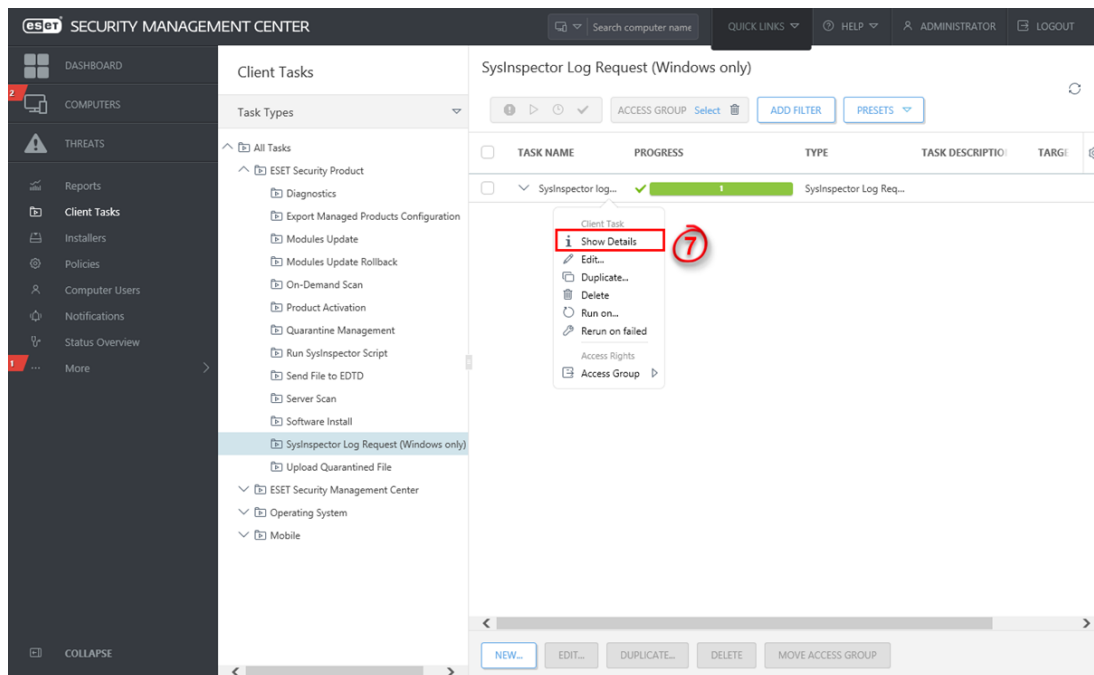 eset SECURITY MANAGEMENT CENTER
Search computer name
QUICK LINKS
HELP
ADMINISTRATOR
LOGOUT
DASHBOARD
2
COMPUTERS
THREATS
Reports
Client Tasks
Installers
Policies
Computer Users
Notifications
Status Overview
1
More
COLLAPSE
Client Tasks
Task Types
All Tasks
ESET Security Product
Diagnostics
Export Managed Products Configuration
Modules Update
Modules Update Rollback
On-Demand Scan
Product Activation
Quarantine Management
Run SysInspector Script
Send File to EDTD
Server Scan
Software Install
SysInspector Log Request (Windows only)
Upload Quarantined File
ESET Security Management Center
Operating System
Mobile
SysInspector Log Request (Windows only)
ACCESS GROUP Select
ADD FILTER
PRESETS
TASK NAME PROGRESS TYPE TASK DESCRIPTIO TARGE
SysInspector log... 1 SysInspector Log Req...
Client Task
Show Details
7
Edit...
Duplicate...
Delete
Run on...
Rerun on failed
Access Rights
Access Group
NEW... EDIT... DUPLICATE... DELETE MOVE ACCESS GROUP